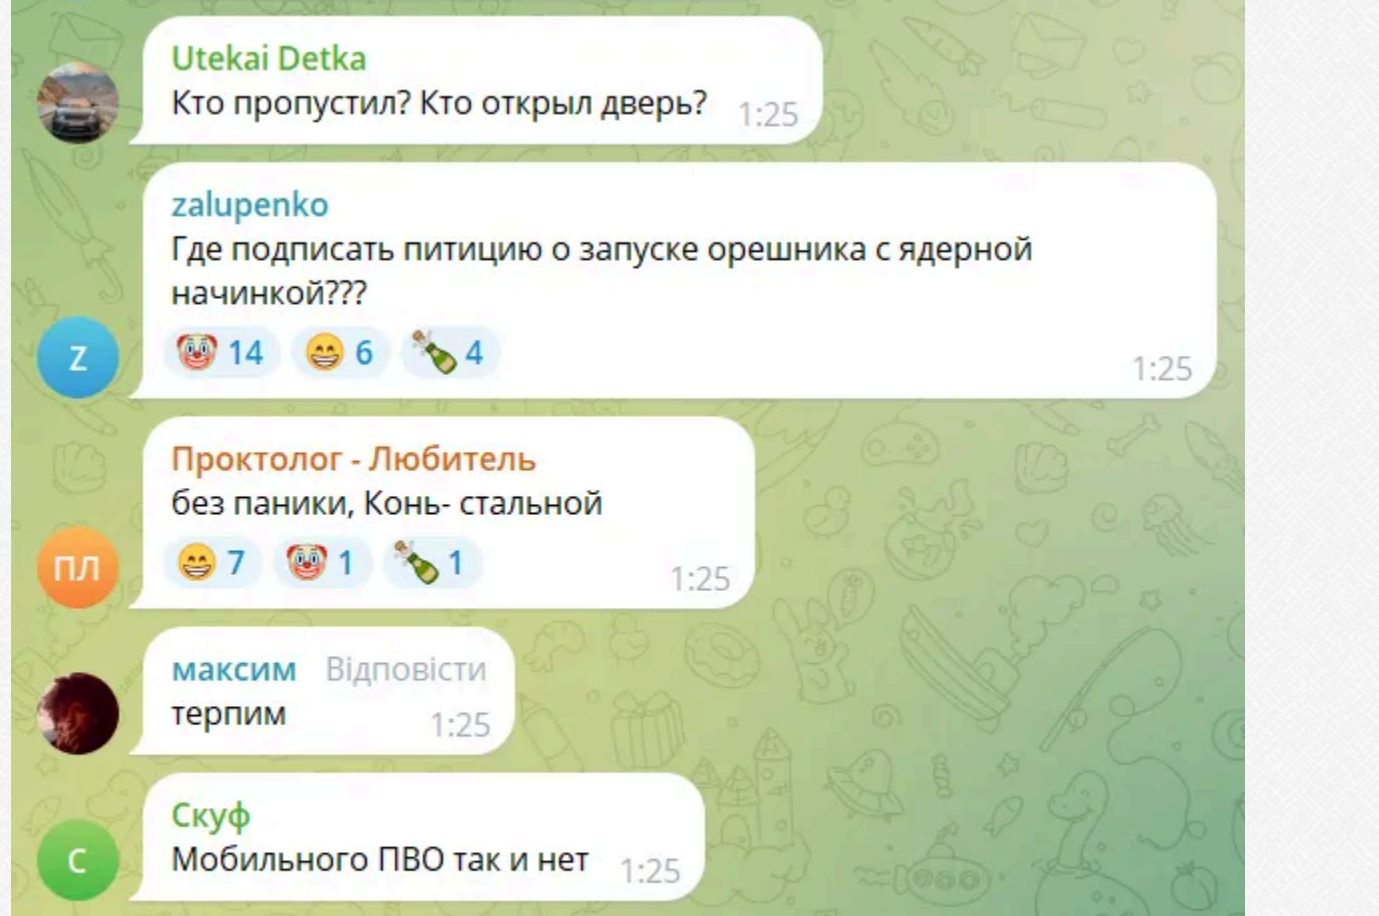 Utekai Detka
Кто пропустил? Кто открыл дверь? 1:25
zalupenko
Где подписать питицию о запуске орешника с ядерной
начинкой???
🤡 14 😁 6 🍾 4
Z
1:25
Проктолог - Любитель
без паники, Конь- стальной
😁 7 🤡 1 🍾 1
ПЛ
1:25
максим Відповісти
терпим 1:25
Скуф
С
Мобильного ПВО так и нет 1:25